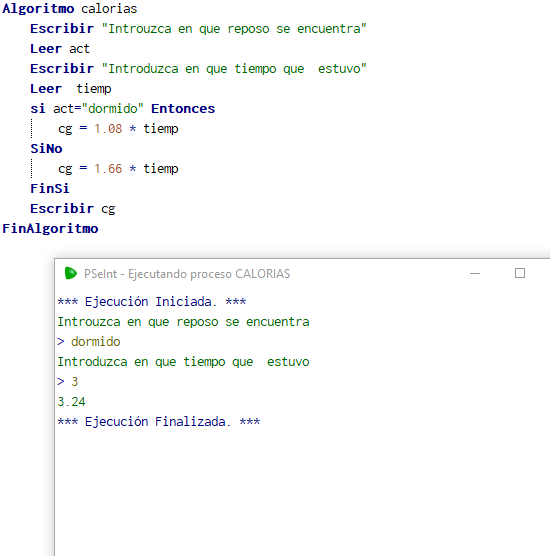 Algoritmo calorias
Escribir "Introuzca en que reposo se encuentra"
Leer act
Escribir "Introduzca en que tiempo que  estuvo"
Leer  tiemp
si act="dormido" Entonces
cg = 1.08 * tiemp
SiNo
cg = 1.66 * tiemp
FinSi
Escribir cg
FinAlgoritmo
PSeInt - Ejecutando proceso CALORIAS
*** Ejecución Iniciada. ***
Introuzca en que reposo se encuentra
> dormido
Introduzca en que tiempo que  estuvo
> 3
3.24
*** Ejecución Finalizada. ***